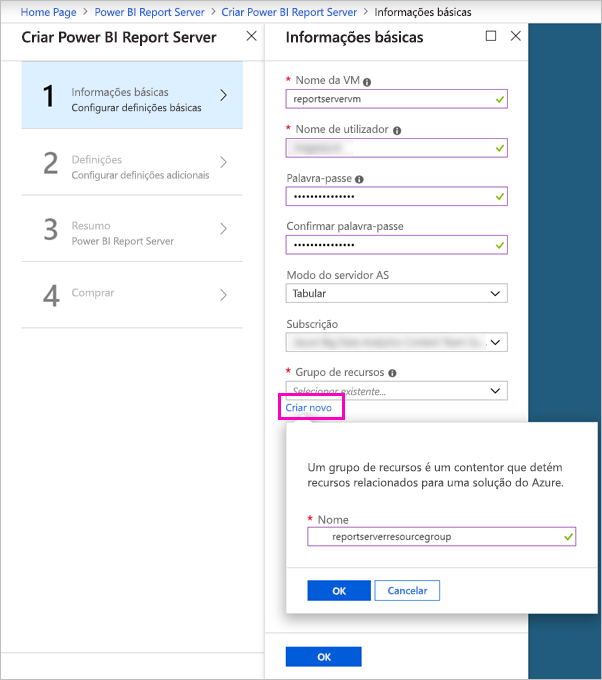 Home Page > Power BI Report Server > Criar Power BI Report Server > Informações básicas
Criar Power BI Report Server
1
Informações básicas
Configurar definições básicas
2
Definições
Configurar definições adicionais
3
Resumo
Power BI Report Server
4
Comprar
Informações básicas
* Nome da VM
reportservervm
* Nome de utilizador
Palavra-passe
•••••••••••••••
Confirmar palavra-passe
•••••••••••••••
Modo do servidor AS
Tabular
Subscrição
* Grupo de recursos
Selecionar existente...
Criar novo
Um grupo de recursos é um contentor que detém
recursos relacionados para uma solução do Azure.
* Nome
reportserverresourcegroup
OK
Cancelar
OK